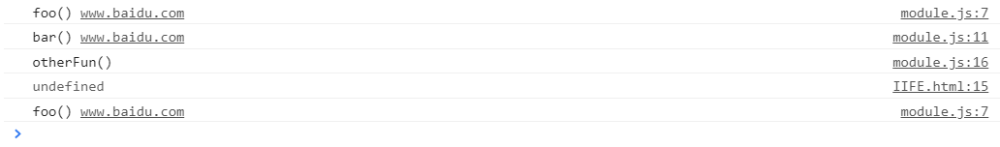 foo() www.baidu.com module.js:7
bar() www.baidu.com module.js:11
otherFun() module.js:16
undefined IIFE.html:15
foo() www.baidu.com module.js:7
>